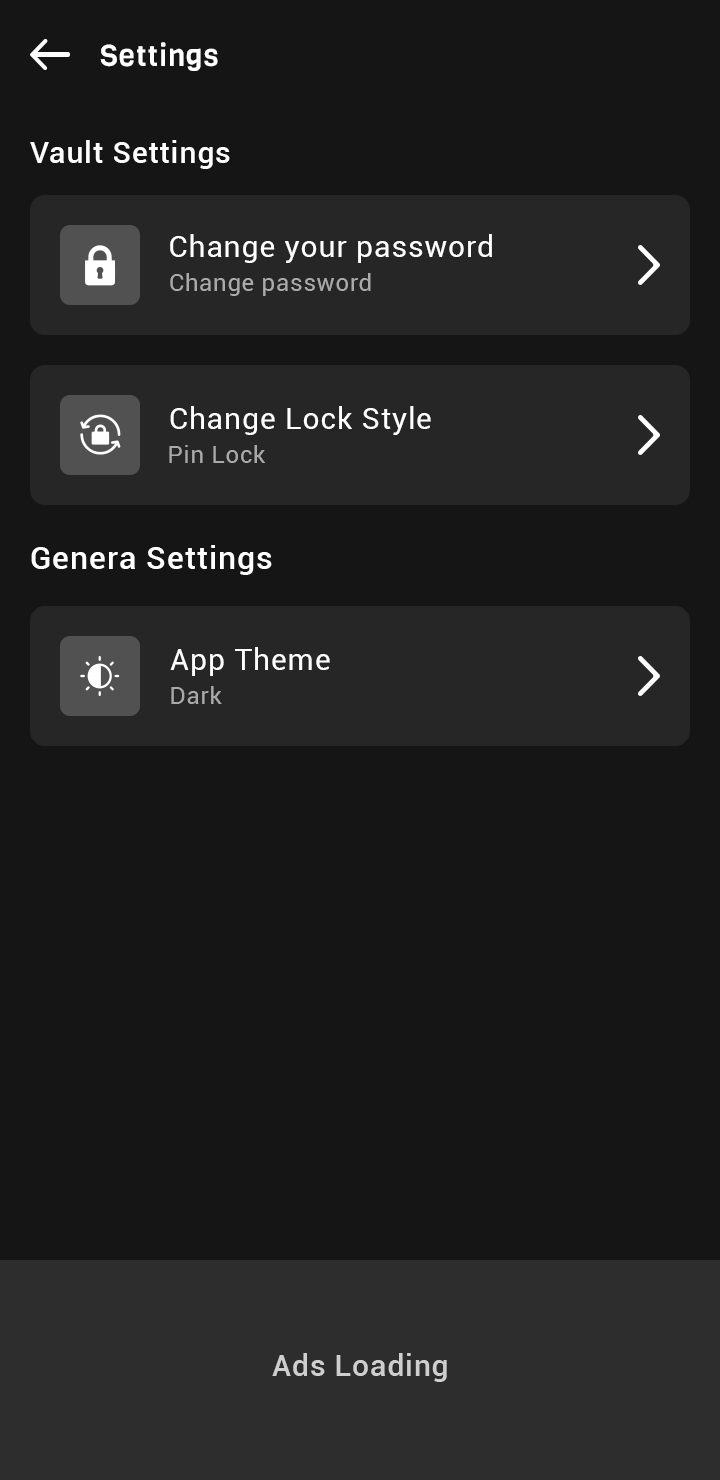 Settings
Vault Settings
Change your password
Change password
Change Lock Style
Pin Lock
Genera Settings
App Theme
Dark
Ads Loading